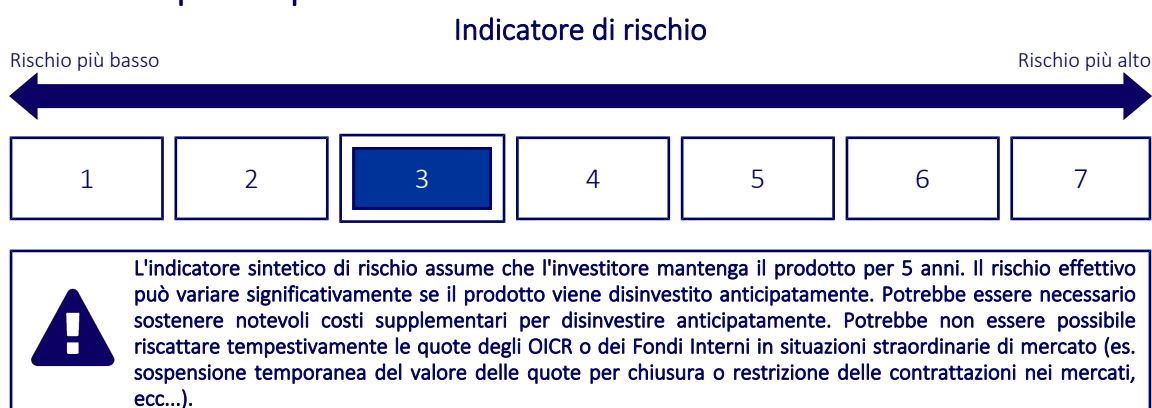 Indicatore di rischio
Rischio più basso
Rischio più alto
1 2 3 4 5 6 7
L'indicatore sintetico di rischio assume che l'investitore mantenga il prodotto per 5 anni. Il rischio effettivo
può variare significativamente se il prodotto viene disinvestito anticipatamente. Potrebbe essere necessario
sostenere notevoli costi supplementari per disinvestire anticipatamente. Potrebbe non essere possibile
riscattare tempestivamente le quote degli OICR o dei Fondi Interni in situazioni straordinarie di mercato (es.
sospensione temporanea del valore delle quote per chiusura o restrizione delle contrattazioni nei mercati,
ecc...).